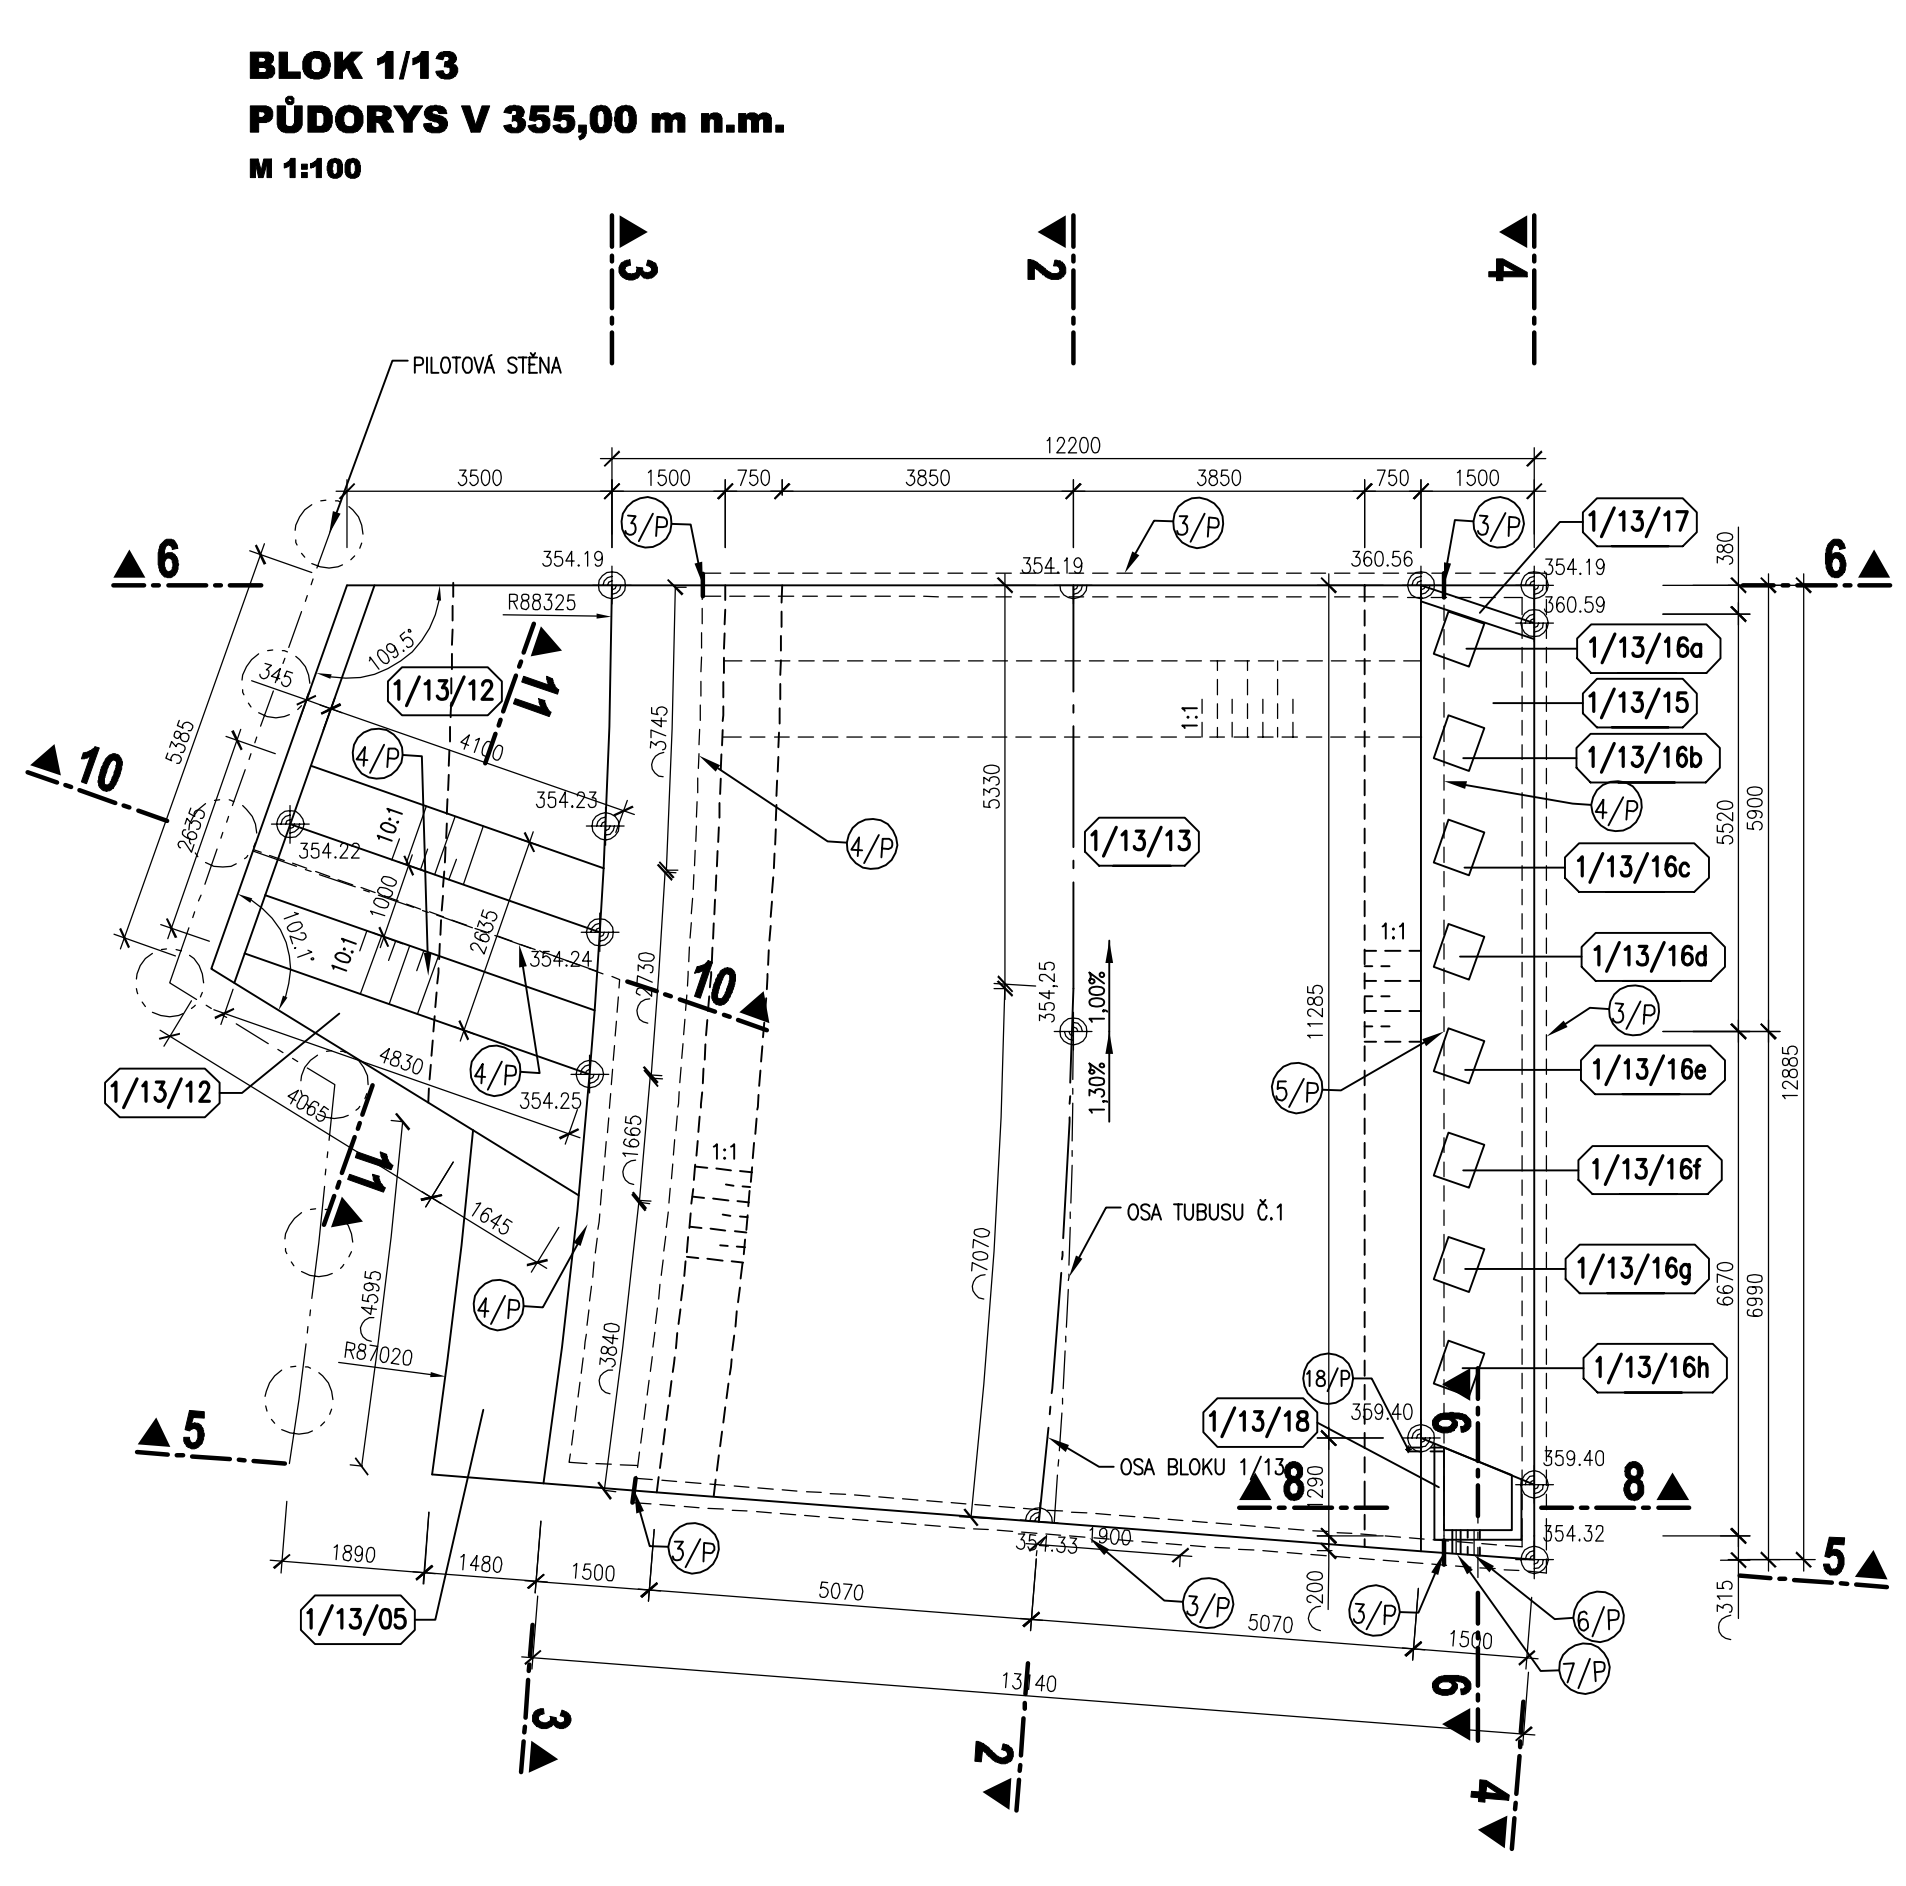 BLOK 1/13
PŮDORYS V 355,00 m n.m.
M 1:100
3
2
4
PILOTOVÁ STĚNA
12200
3500
1500
750
3850
3850
750
1500
3/P
3/P
3/P
1/13/17
380
6
354.19
354.19
360.56
354.19
6
R88325
360.59
109.5°
1/13/16a
345
1/13/12
11
1/13/15
5385
4100
3745
1:1
4/P
1/13/16b
10
5330
354.23
4/P
5520
5900
2635
10:1
354.22
4/P
1/13/13
1/13/16c
1000
102.1°
2635
10:1
1:1
354.24
2730
10
354,25
1,00%
11285
1/13/16d
3/P
4830
4/P
1,30%
5/P
1/13/16e
12885
1/13/12
4065
354.25
1665
11
1:1
1/13/16f
1645
OSA TUBUSU Č.1
7070
4595
4/P
1/13/16g
6670
6990
R87020
3840
18/P
1/13/16h
359.40
6
1/13/18
5
OSA BLOKU 1/13
359.40
8
1290
8
354.32
354.33
1900
1890
1480
1500
3/P
5070
5
1/13/05
3/P
200
3/P
6/P
315
5070
1500
7/P
13140
6
3
2
4